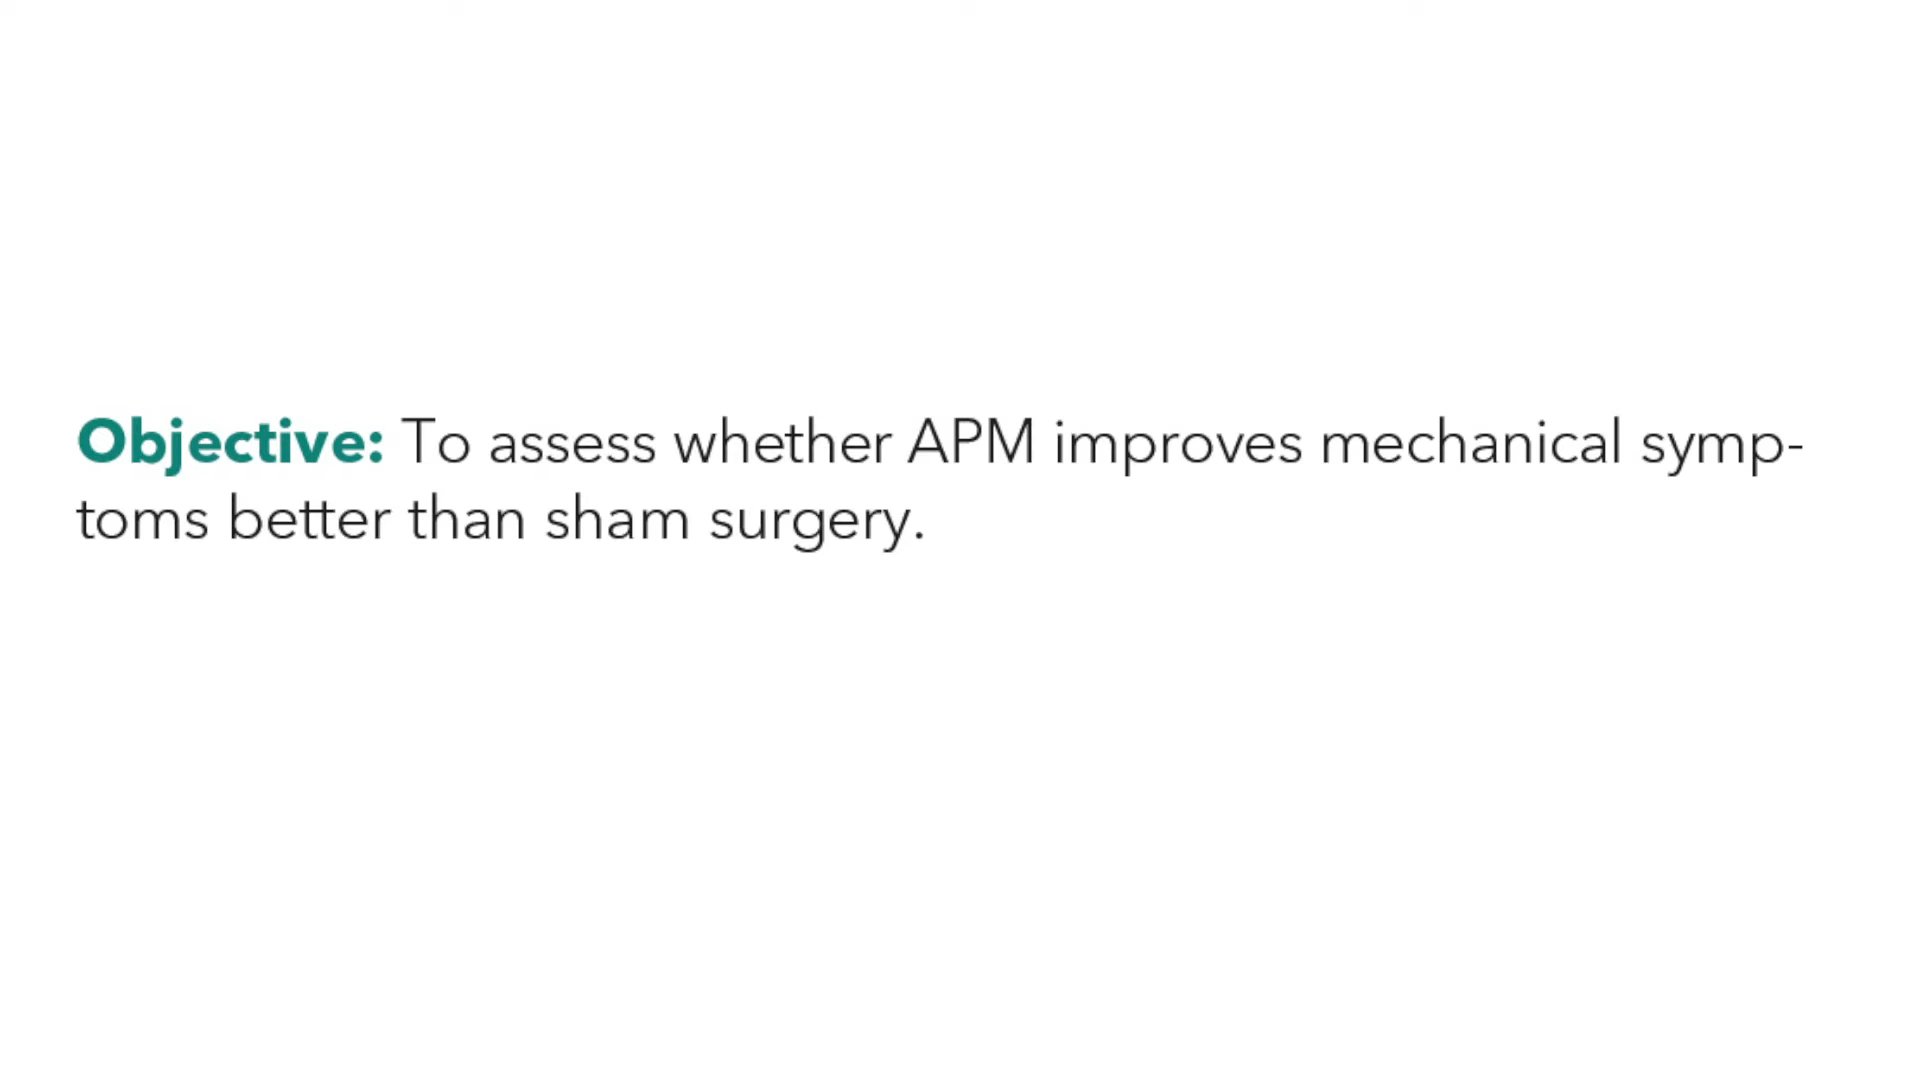 Objective: To assess whether APM improves mechanical symp-
toms better than sham surgery.